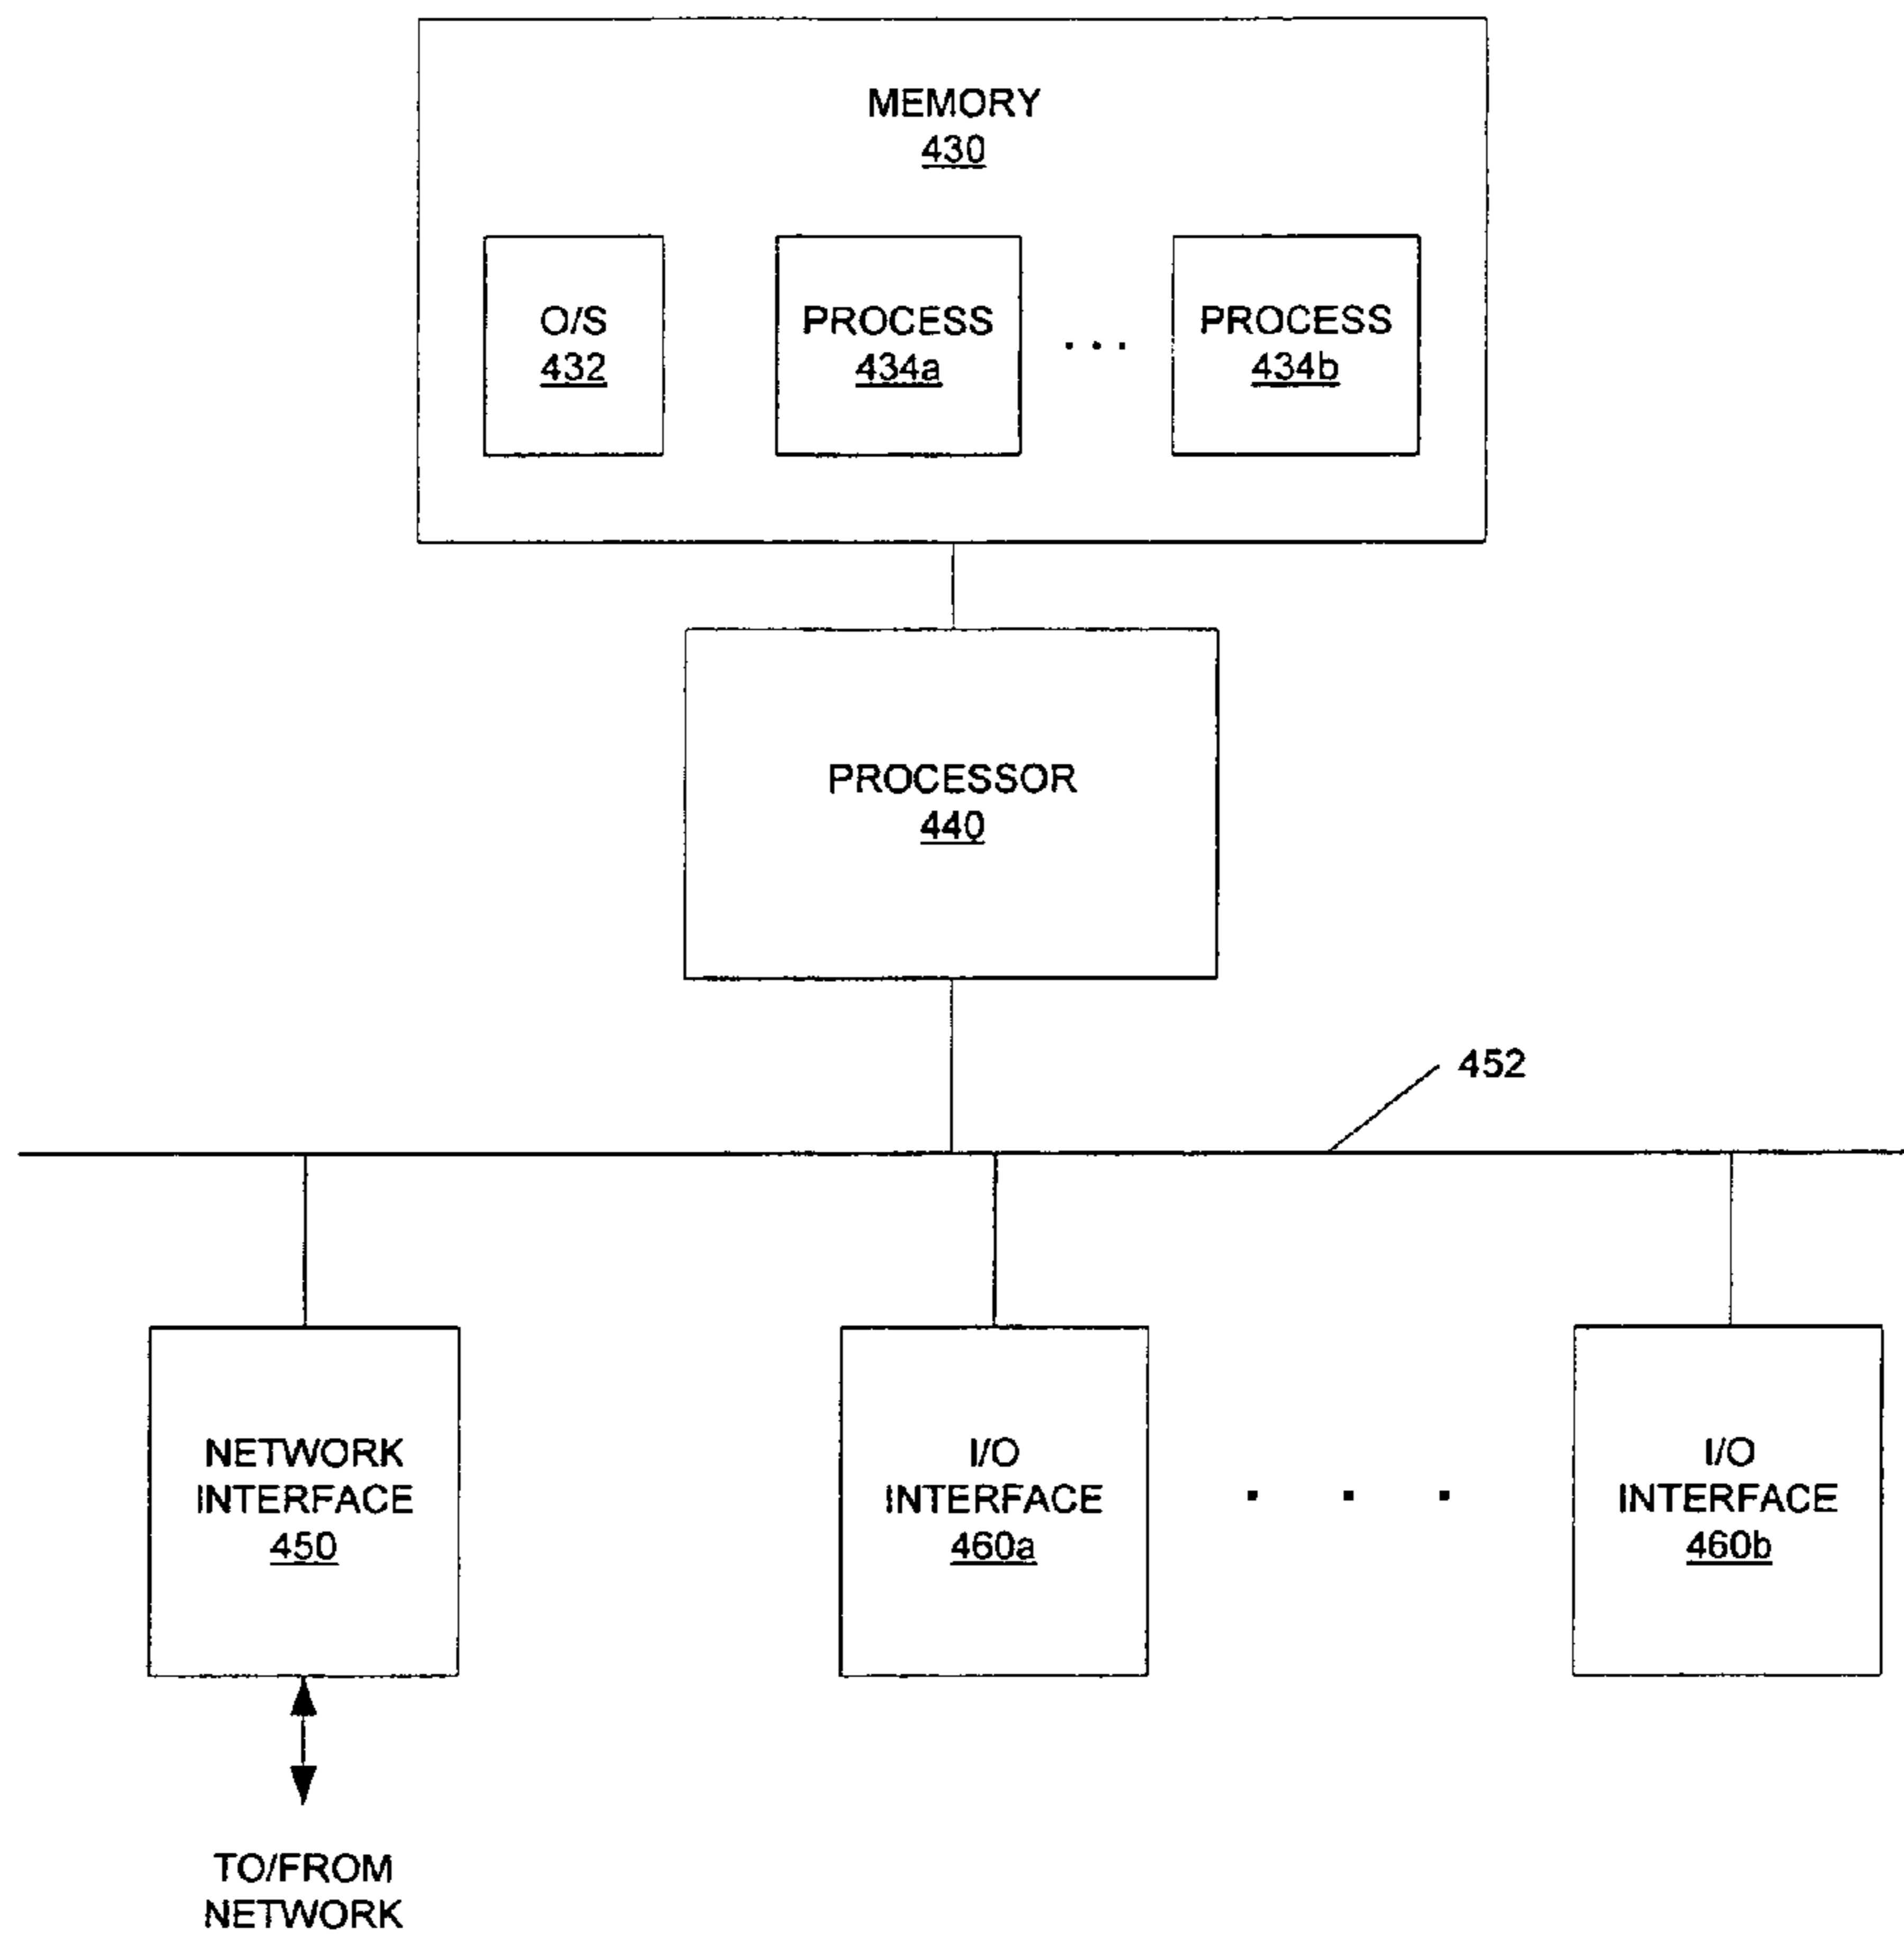 MEMORY
430
O/S
432
PROCESS
434a
...
PROCESS
434b
PROCESSOR
440
452
NETWORK
INTERFACE
450
I/O
INTERFACE
460a
. . .
I/O
INTERFACE
460b
TO/FROM
NETWORK